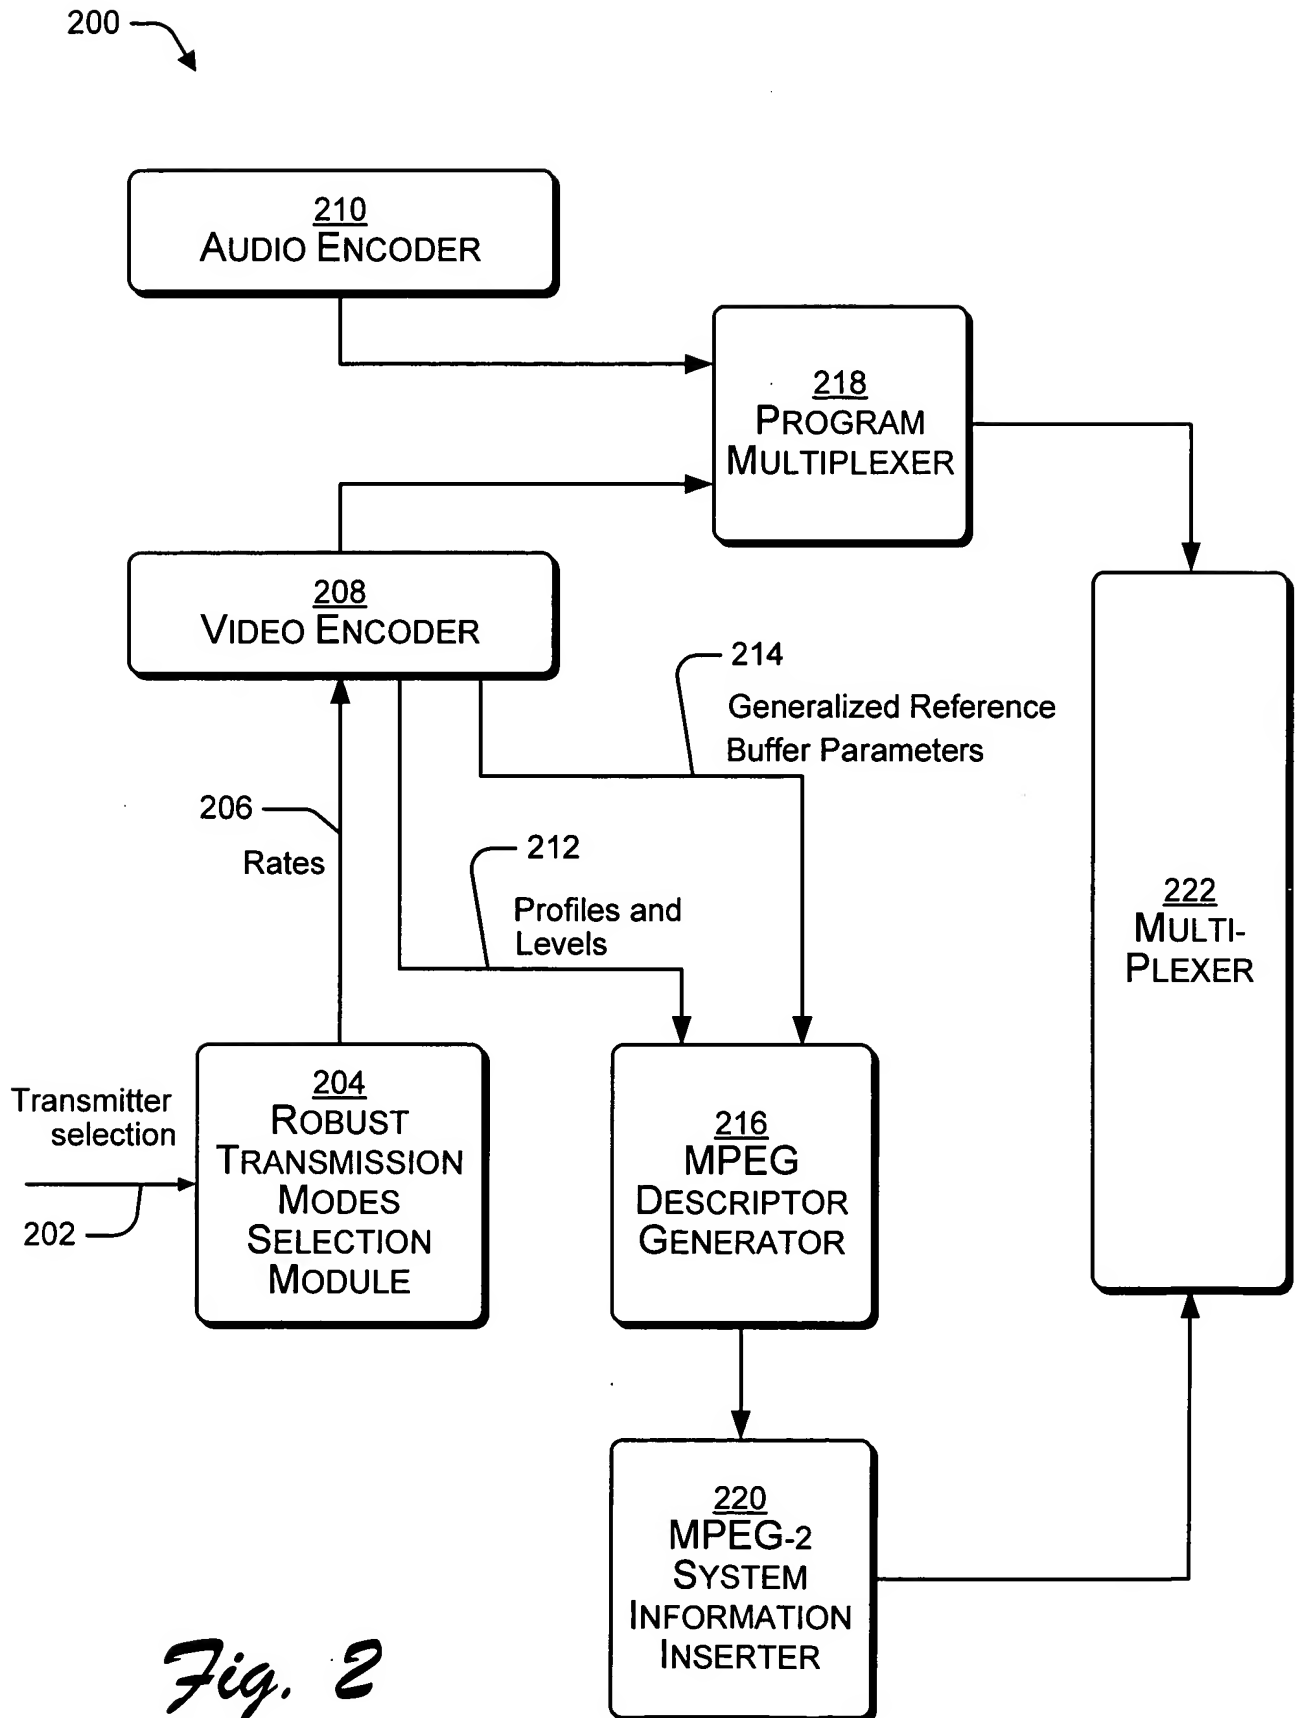 200
210
AUDIO ENCODER
218
PROGRAM
MULTIPLEXER
208
VIDEO ENCODER
214
Generalized Reference
Buffer Parameters
206
Rates
212
Profiles and
Levels
222
MULTI-
PLEXER
Transmitter
selection
202
204
ROBUST
TRANSMISSION
MODES
SELECTION
MODULE
216
MPEG
DESCRIPTOR
GENERATOR
220
MPEG-2
SYSTEM
INFORMATION
INSERTER
Fig. 2